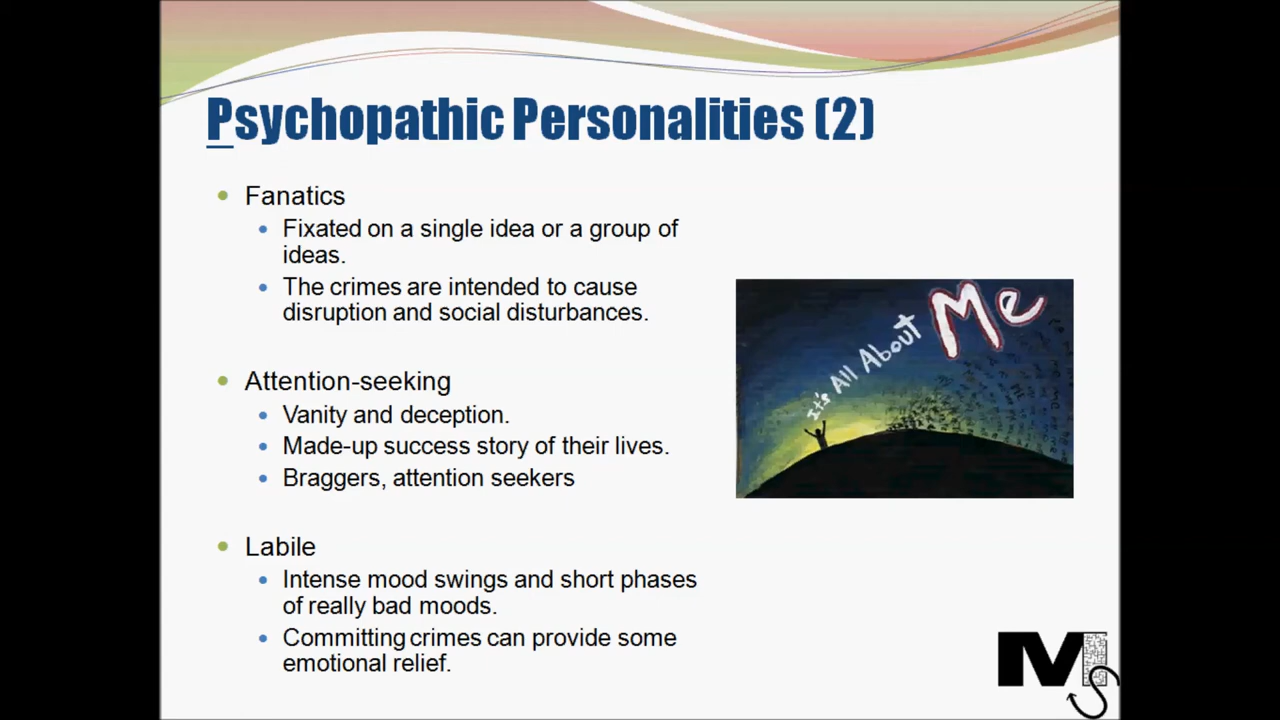 Psychopathic Personalities (2)
Fanatics
Fixated on a single idea or a group of
ideas.
The crimes are intended to cause
disruption and social disturbances.
Attention-seeking
Vanity and deception.
Made-up success story of their lives.
Braggers, attention seekers
Labile
Intense mood swings and short phases
of really bad moods.
Committing crimes can provide some
emotional relief.
It's All About Me